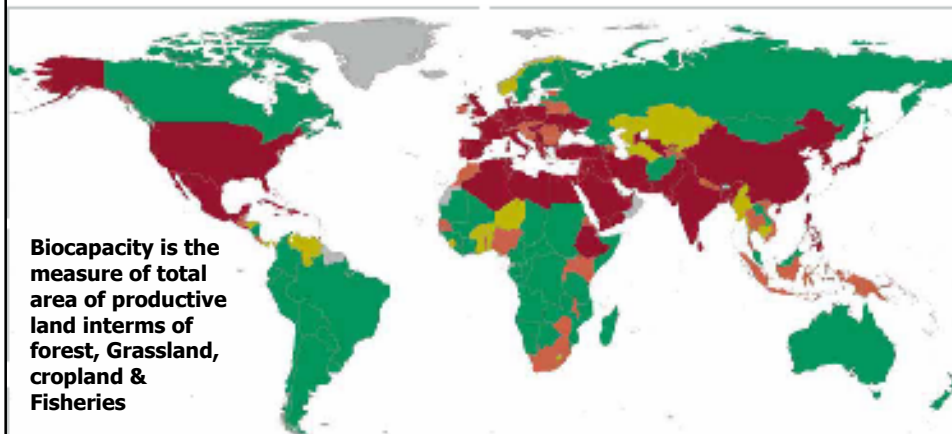 Biocapacity is the
measure of total
area of productive
land interms of
forest, Grassland,
cropland &
Fisheries